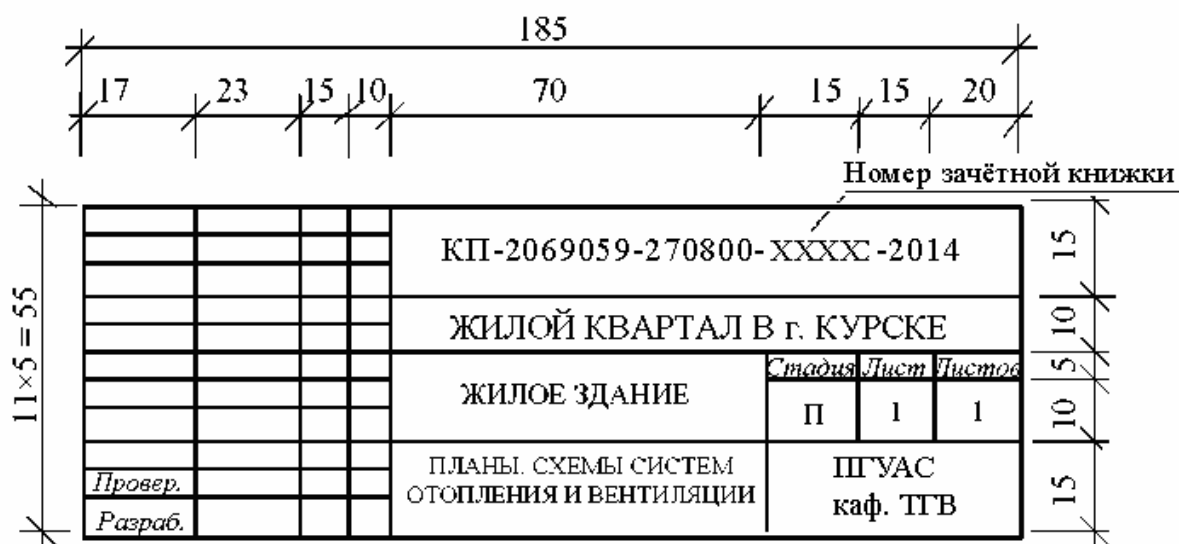 185
17 23 15 10 70 15 15 20
Номер зачётной книжки
КП-2069059-270800-XXXX-2014
15
ЖИЛОЙ КВАРТАЛ В г. КУРСКЕ
10
11×5 = 55
Стадия Лист Листов
5
ЖИЛОЕ ЗДАНИЕ
П 1 1
10
ПЛАНЫ. СХЕМЫ СИСТЕМ
ОТОПЛЕНИЯ И ВЕНТИЛЯЦИИ
ПГУАС
каф. ТГВ
15
Провер.
Разраб.